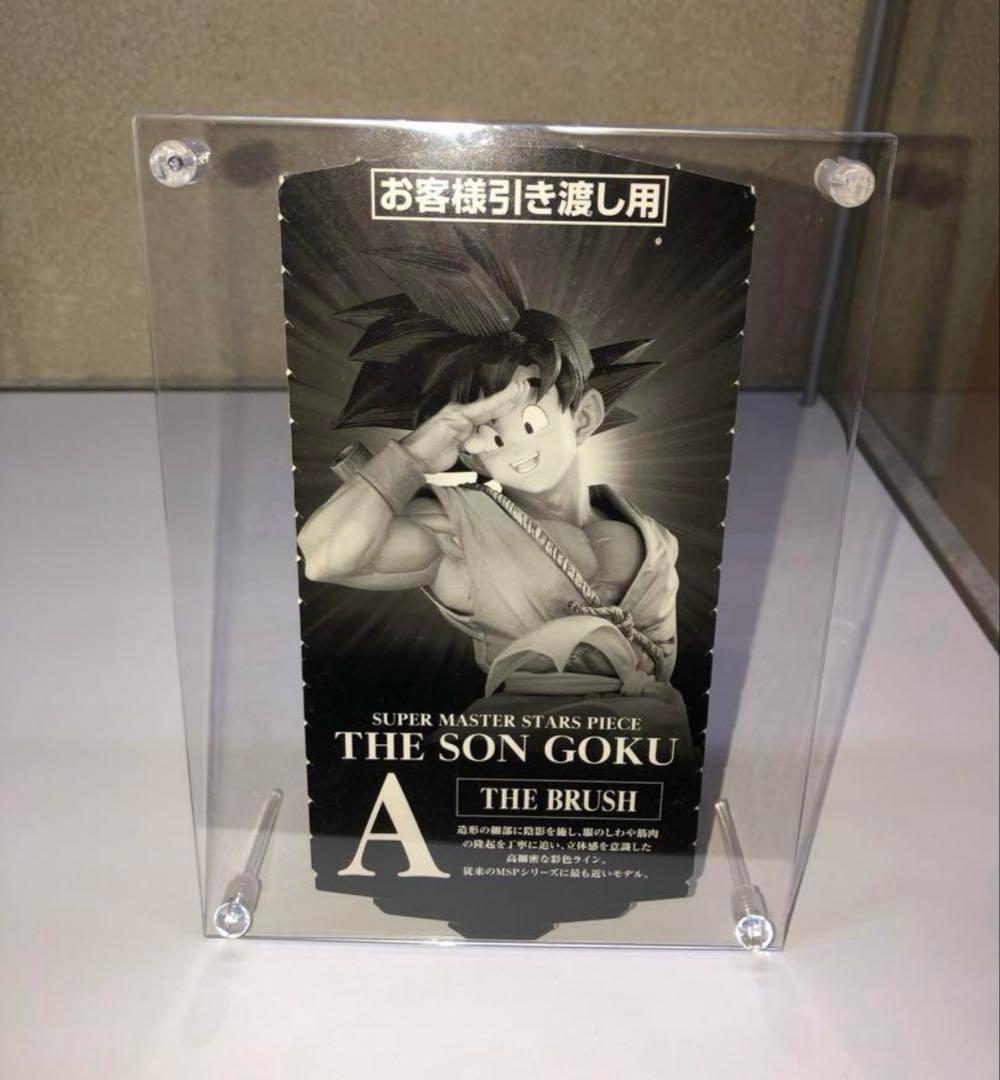 お客様引き渡し用
SUPER MASTER STARS PIECE
THE SON GOKU
A
THE BRUSH
造形の細部に陰影を施し、服のしわや筋肉
の隆起を丁寧に追い、立体感を意識した
高細密な彩色ライン。
従来のMSPシリーズに最も近いモデル。